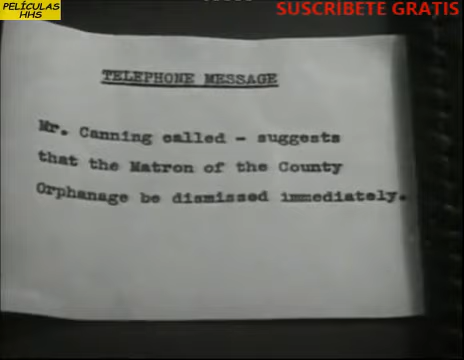 PELÍCULAS
HHS
SUSCRÍBETE GRATIS
TELEPHONE MESSAGE
Mr. Canning called - suggests
that the Matron of the County
Orphanage be dismissed immediately.